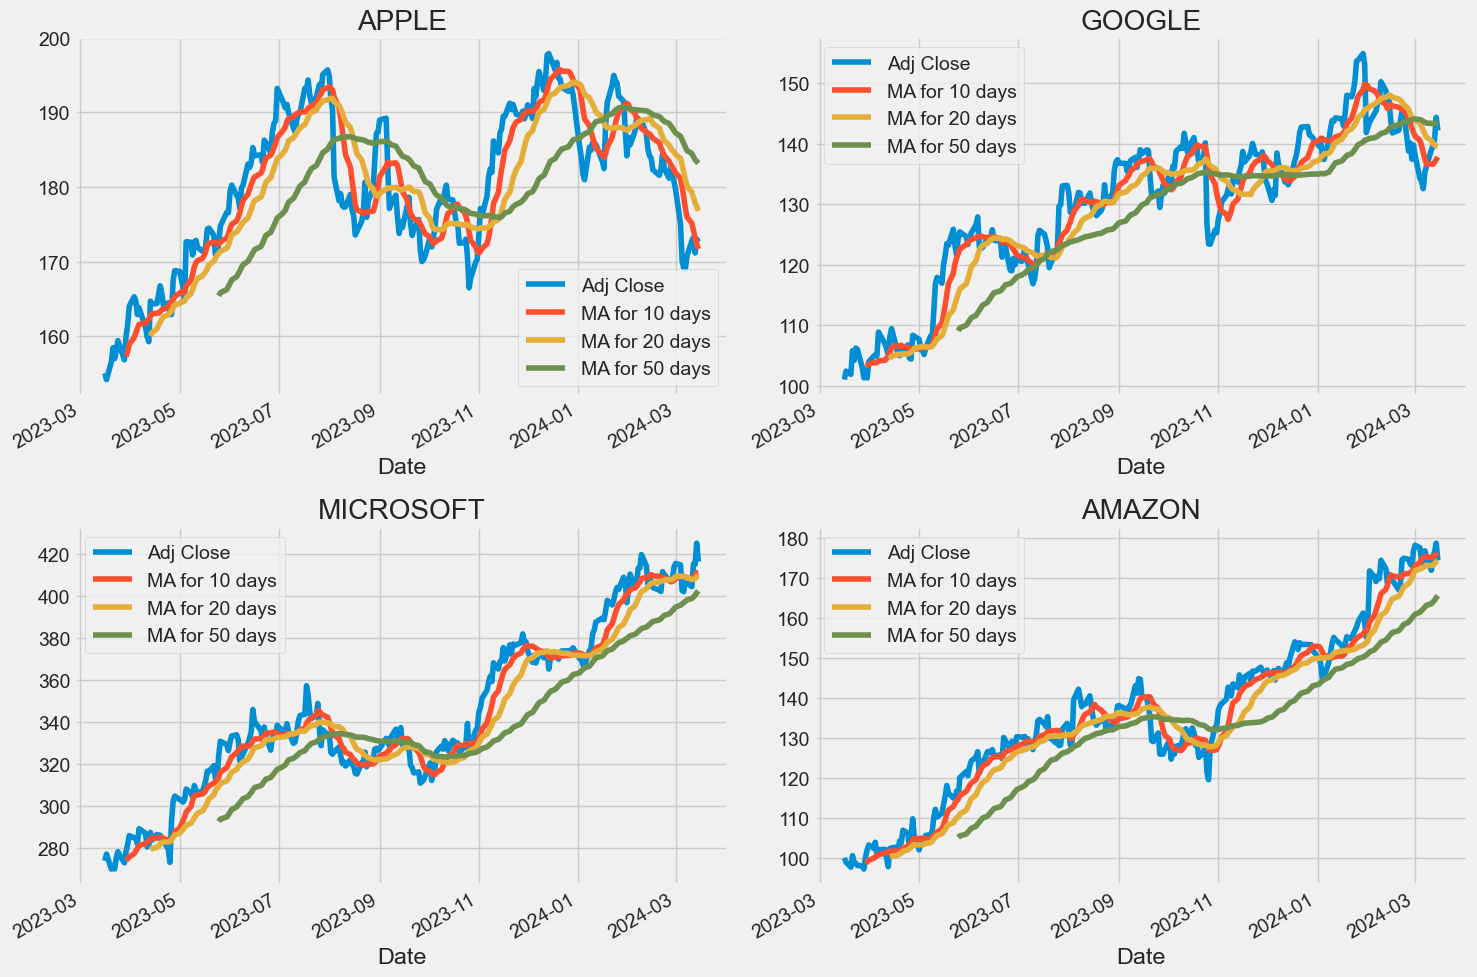 APPLE
200
190
180
170
160
Adj Close
MA for 10 days
MA for 20 days
MA for 50 days
2023-03
2023-05
2023-07
2023-09
2023-11
2024-01
2024-03
Date
GOOGLE
Adj Close
MA for 10 days
MA for 20 days
MA for 50 days
150
140
130
120
110
100
2023-03
2023-05
2023-07
2023-09
2023-11
2024-01
2024-03
Date
MICROSOFT
Adj Close
MA for 10 days
MA for 20 days
MA for 50 days
420
400
380
360
340
320
300
280
2023-03
2023-05
2023-07
2023-09
2023-11
2024-01
2024-03
Date
AMAZON
Adj Close
MA for 10 days
MA for 20 days
MA for 50 days
180
170
160
150
140
130
120
110
100
2023-03
2023-05
2023-07
2023-09
2023-11
2024-01
2024-03
Date